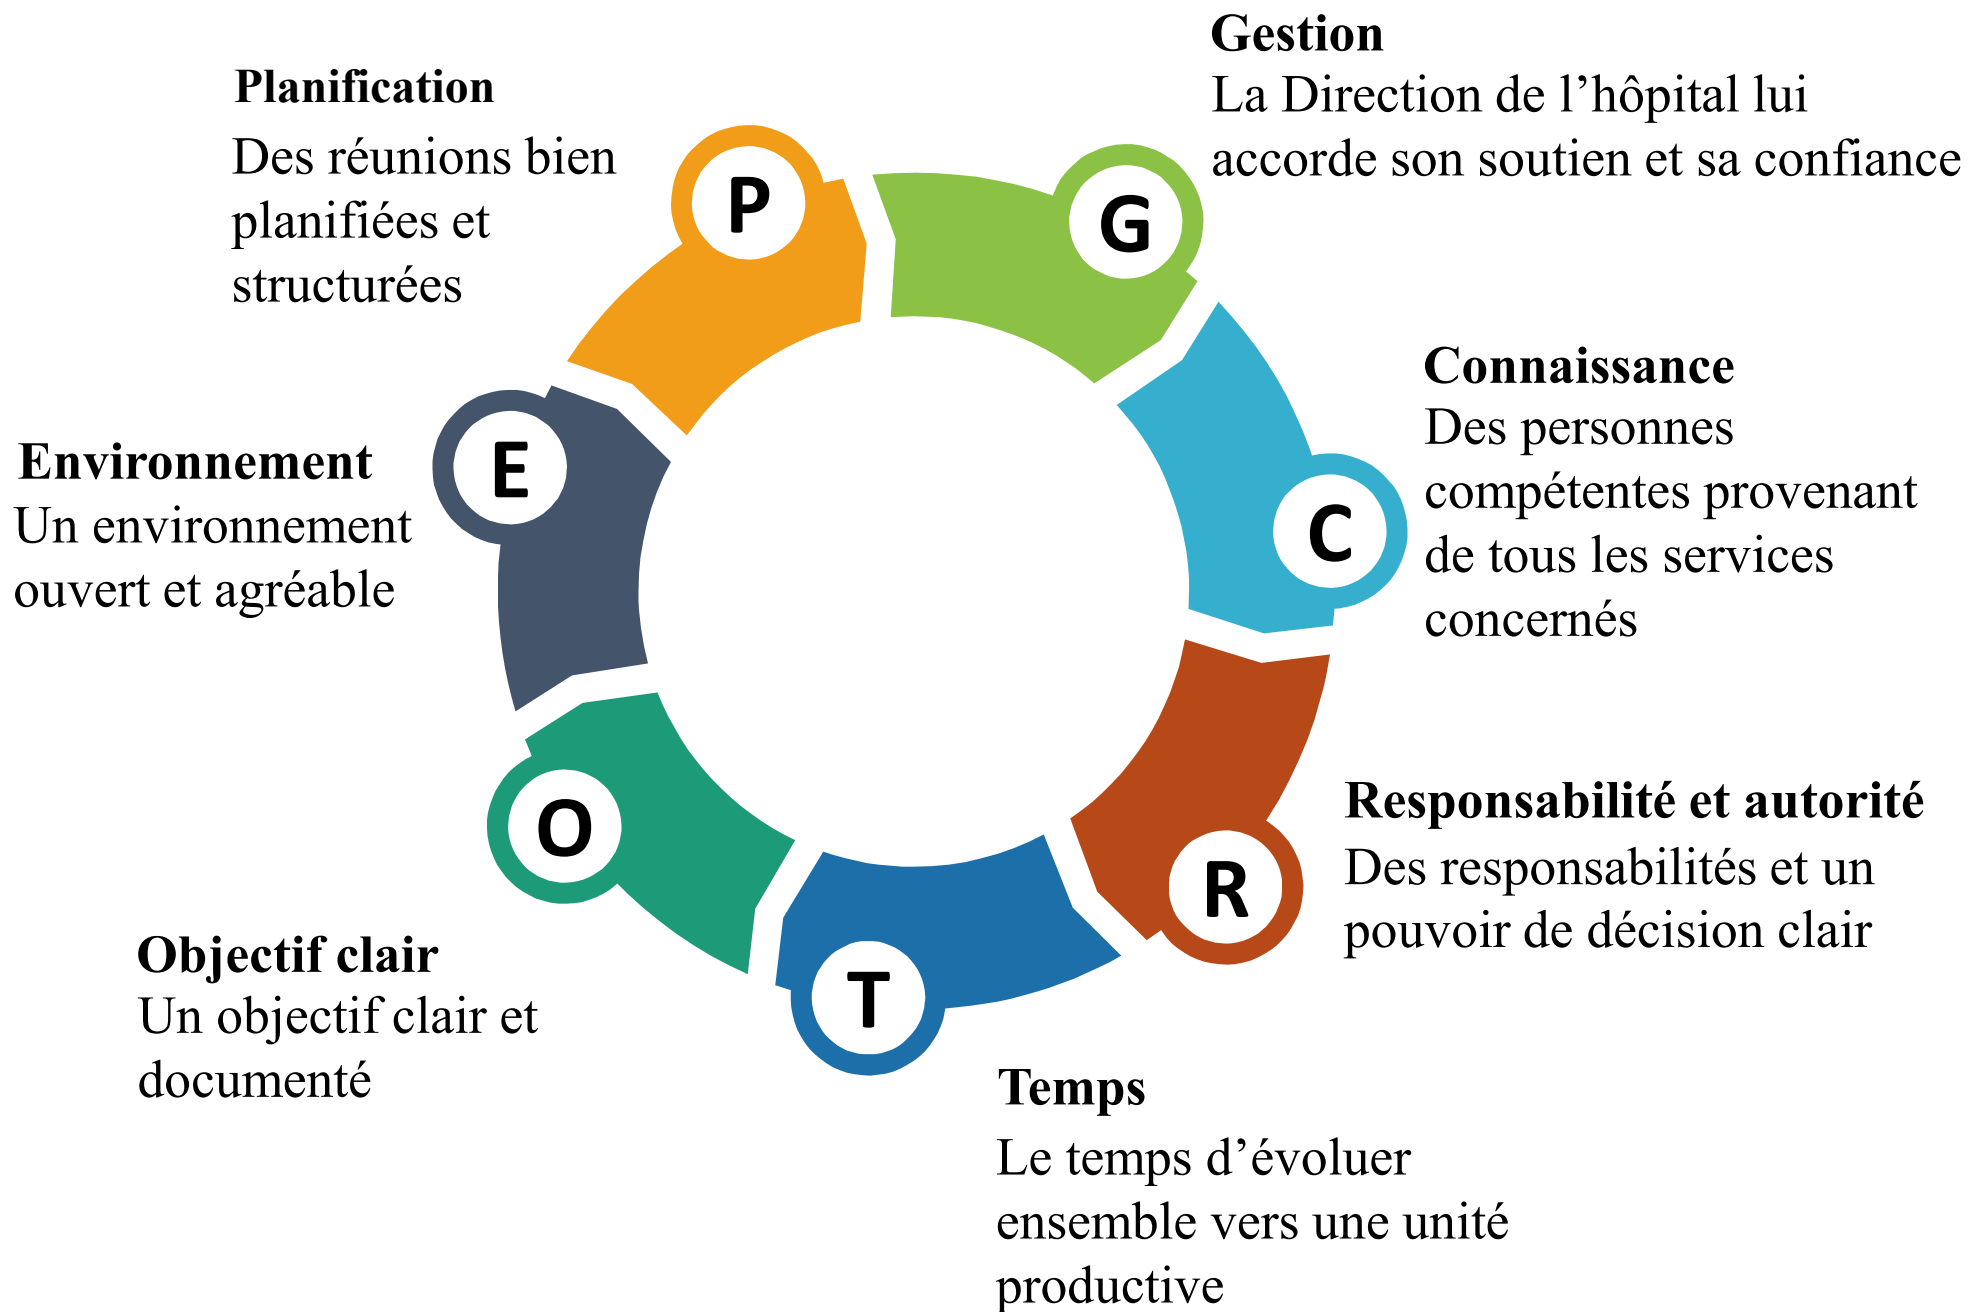 Gestion
La Direction de l’hôpital lui
accorde son soutien et sa confiance
G
Connaissance
Des personnes
compétentes provenant
de tous les services
concernés
C
Responsabilité et autorité
Des responsabilités et un
pouvoir de décision clair
R
Temps
Le temps d’évoluer
ensemble vers une unité
productive
T
Objectif clair
Un objectif clair et
documenté
O
Environnement
Un environnement
ouvert et agréable
E
Planification
Des réunions bien
planifiées et
structurées
P